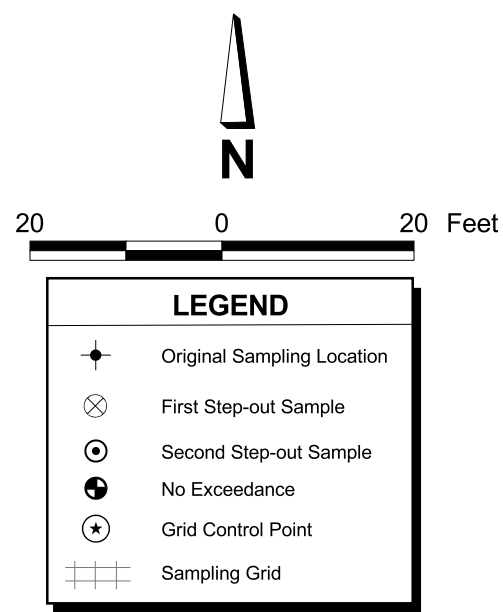 N
20 0 20 Feet
LEGEND
Original Sampling Location
First Step-out Sample
Second Step-out Sample
No Exceedance
Grid Control Point
Sampling Grid